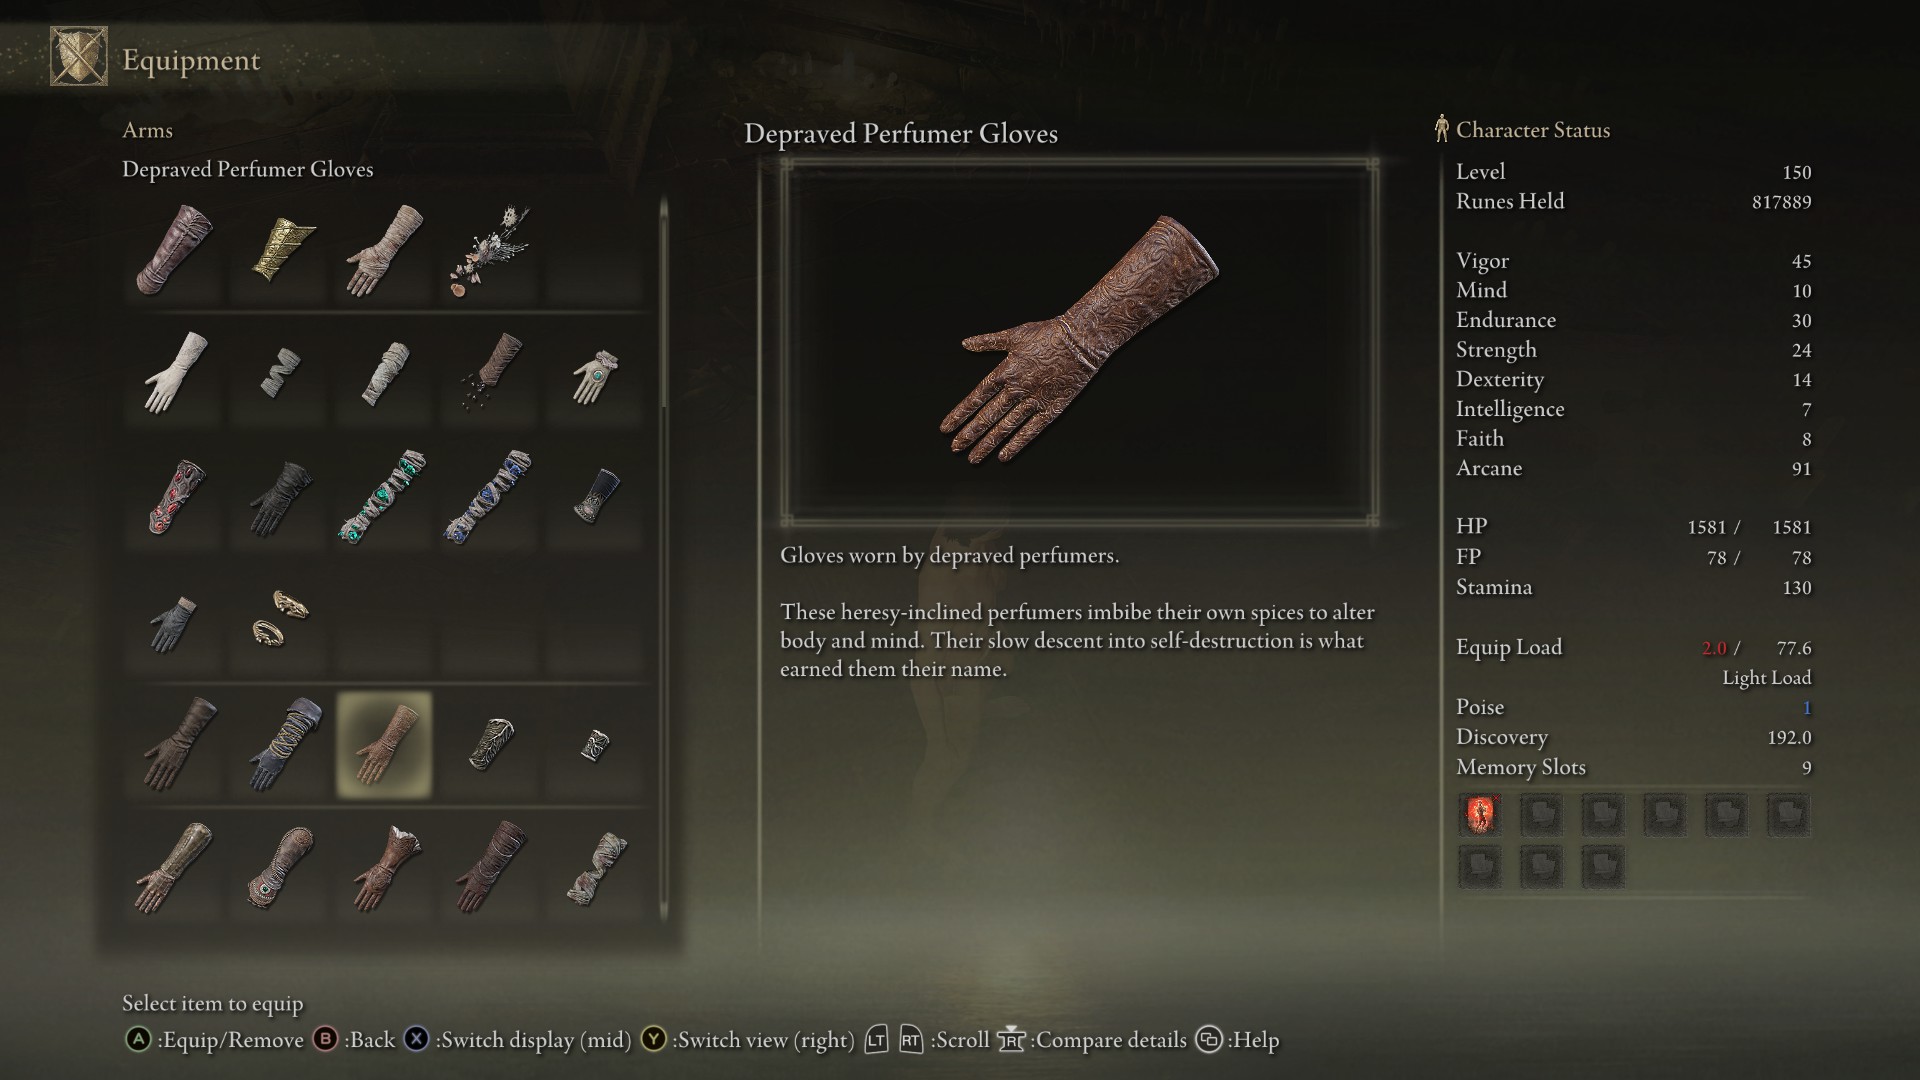 Equipment
Arms
Depraved Perfumer Gloves
Depraved Perfumer Gloves
Gloves worn by depraved perfumers.
These heresy-inclined perfumers imbibe their own spices to alter
body and mind. Their slow descent into self-destruction is what
earned them their name.
Character Status
Level 150
Runes Held 817889
Vigor 45
Mind 10
Endurance 30
Strength 24
Dexterity 14
Intelligence 7
Faith 8
Arcane 91
HP 1581 / 1581
FP 78 / 78
Stamina 130
Equip Load 2.0 / 77.6
Light Load
Poise 1
Discovery 192.0
Memory Slots 9
Select item to equip
A :Equip/Remove B :Back X :Switch display (mid) Y :Switch view (right) LT RT :Scroll R :Compare details :Help